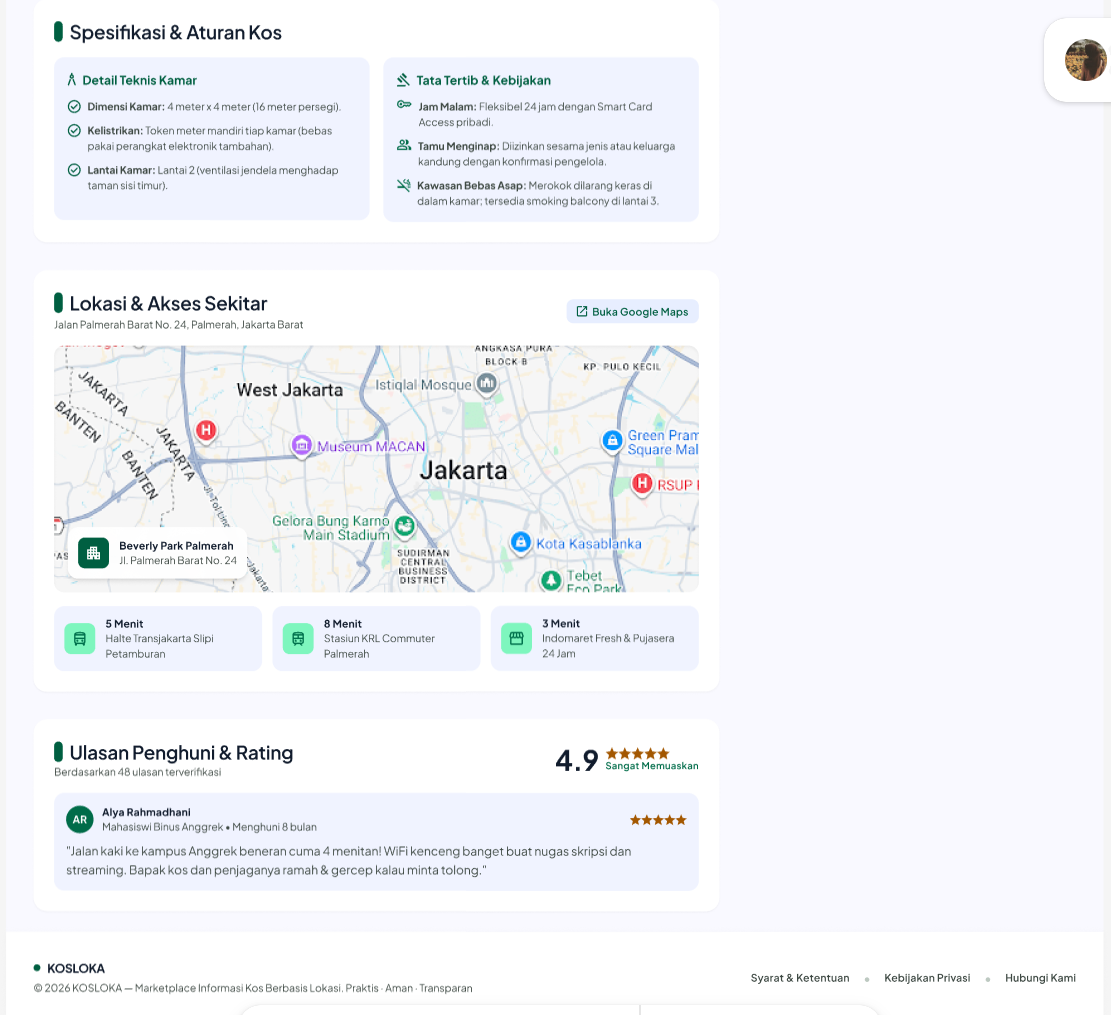 Spesifikasi & Aturan Kos
Detail Teknis Kamar
Dimensi Kamar: 4 meter x 4 meter (16 meter persegi).
Kelistrikan: Token meter mandiri tiap kamar (bebas
pakai perangkat elektronik tambahan).
Lantai Kamar: Lantai 2 (ventilasi jendela menghadap
taman sisi timur).
Tata Tertib & Kebijakan
Jam Malam: Fleksibel 24 jam dengan Smart Card
Access pribadi.
Tamu Menginap: Diizinkan sesama jenis atau keluarga
kandung dengan konfirmasi pengelola.
Kawasan Bebas Asap: Merokok dilarang keras di
dalam kamar; tersedia smoking balcony di lantai 3.
Lokasi & Akses Sekitar
Jalan Palmerah Barat No. 24, Palmerah, Jakarta Barat
Buka Google Maps
ANGKASA PURA
BLOCK B
KP. PULO KECIL
JAKARTA
BANTEN
West Jakarta
Istiqlal Mosque
H
Museum MACAN
JAKARTA
BANTEN
Jakarta
Green Pram
Square Mal
H
RSUP
Gelora Bung Karno
Main Stadium
SUDIRMAN
CENTRAL
BUSINESS
DISTRICT
Kota Kasablanka
Tebet
Eco Park
Beverly Park Palmerah
Jl. Palmerah Barat No. 24
5 Menit
Halte Transjakarta Slipi
Petamburan
8 Menit
Stasiun KRL Commuter
Palmerah
3 Menit
Indomaret Fresh & Pujasera
24 Jam
Ulasan Penghuni & Rating
Berdasarkan 48 ulasan terverifikasi
4.9 ★★★★★
Sangat Memuaskan
AR
Alya Rahmadhani
Mahasiswi Binus Anggrek • Menghuni 8 bulan
★★★★★
"Jalan kaki ke kampus Anggrek beneran cuma 4 menitan! WiFi kenceng banget buat nugas skripsi dan
streaming. Bapak kos dan penjaganya ramah & gercep kalau minta tolong."
KOSLOKA
© 2026 KOSLOKA — Marketplace Informasi Kos Berbasis Lokasi. Praktis · Aman · Transparan
Syarat & Ketentuan • Kebijakan Privasi • Hubungi Kami